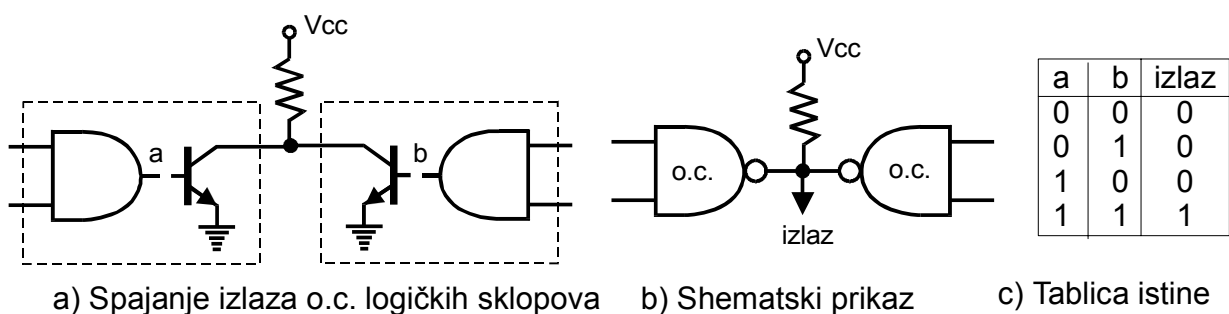 Vcc
a
b
a) Spajanje izlaza o.c. logičkih sklopova
Vcc
o.c.
o.c.
izlaz
b) Shematski prikaz
a b izlaz
0 0 0
0 1 0
1 0 0
1 1 1
c) Tablica istine